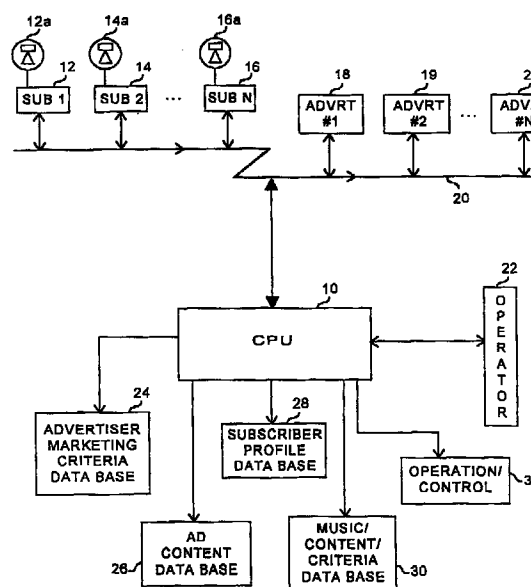 12a 14a 16a
12 14 16 18 19
SUB 1 SUB 2 ... SUB N
ADVRT #1 ADVRT #2 ...
20
22
10
CPU
OPERATOR
24
ADVERTISER
MARKETING
CRITERIA
DATA BASE
28
SUBSCRIBER
PROFILE
DATA BASE
OPERATION/
CONTROL
AD
CONTENT
DATA BASE
26
MUSIC/
CONTENT/
CRITERIA
DATA BASE
30